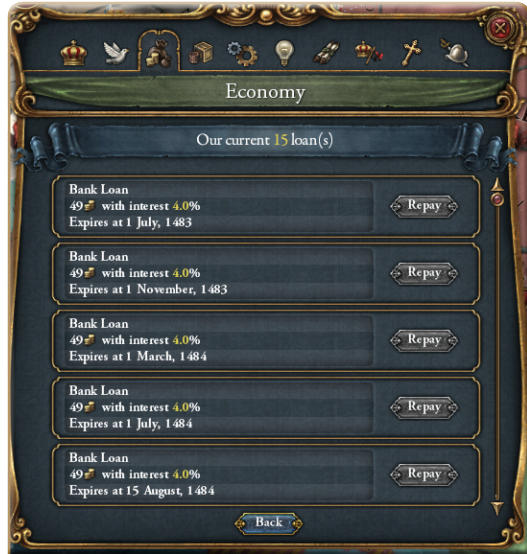 Economy
Our current 15 loan(s)
Bank Loan
49 with interest 4.0%
Expires at 1 July, 1483
Repay
Bank Loan
49 with interest 4.0%
Expires at 1 November, 1483
Repay
Bank Loan
49 with interest 4.0%
Expires at 1 March, 1484
Repay
Bank Loan
49 with interest 4.0%
Expires at 1 July, 1484
Repay
Bank Loan
49 with interest 4.0%
Expires at 15 August, 1484
Repay
Back